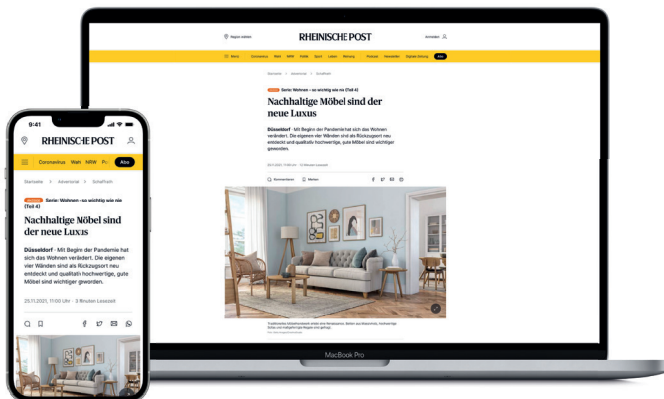 Region wählen
RHEINISCHE POST
Anmelden
Menü Coronavirus Wahl NRW Politik Sport Leben Meinung Podcast Newsletter Digitale Zeitung Abo
Startseite > Advertorial > Schaffrath
Serie: Wohnen – so wichtig wie nie (Teil 4)
Nachhaltige Möbel sind der
neue Luxus
Düsseldorf · Mit Beginn der Pandemie hat sich das Wohnen
verändert. Die eigenen vier Wänden sind als Rückzugsort neu
entdeckt und qualitativ hochwertige, gute Möbel sind wichtiger
geworden.
Kommentieren Merken
MacBook Pro
9:41
RHEINISCHE POST
Coronavirus Wahl NRW Abo
Startseite > Advertorial > Schaffrath
Serie: Wohnen – so wichtig wie nie
(Teil 4)
Nachhaltige Möbel sind
der neue Luxus
Düsseldorf · Mit Beginn der Pandemie hat
sich das Wohnen verändert. Die eigenen
vier Wänden sind als Rückzugsort neu
entdeckt und qualitativ hochwertige, gute
Möbel sind wichtiger geworden.
25.11.2021, 11:00 Uhr · 3 Minuten Lesezeit